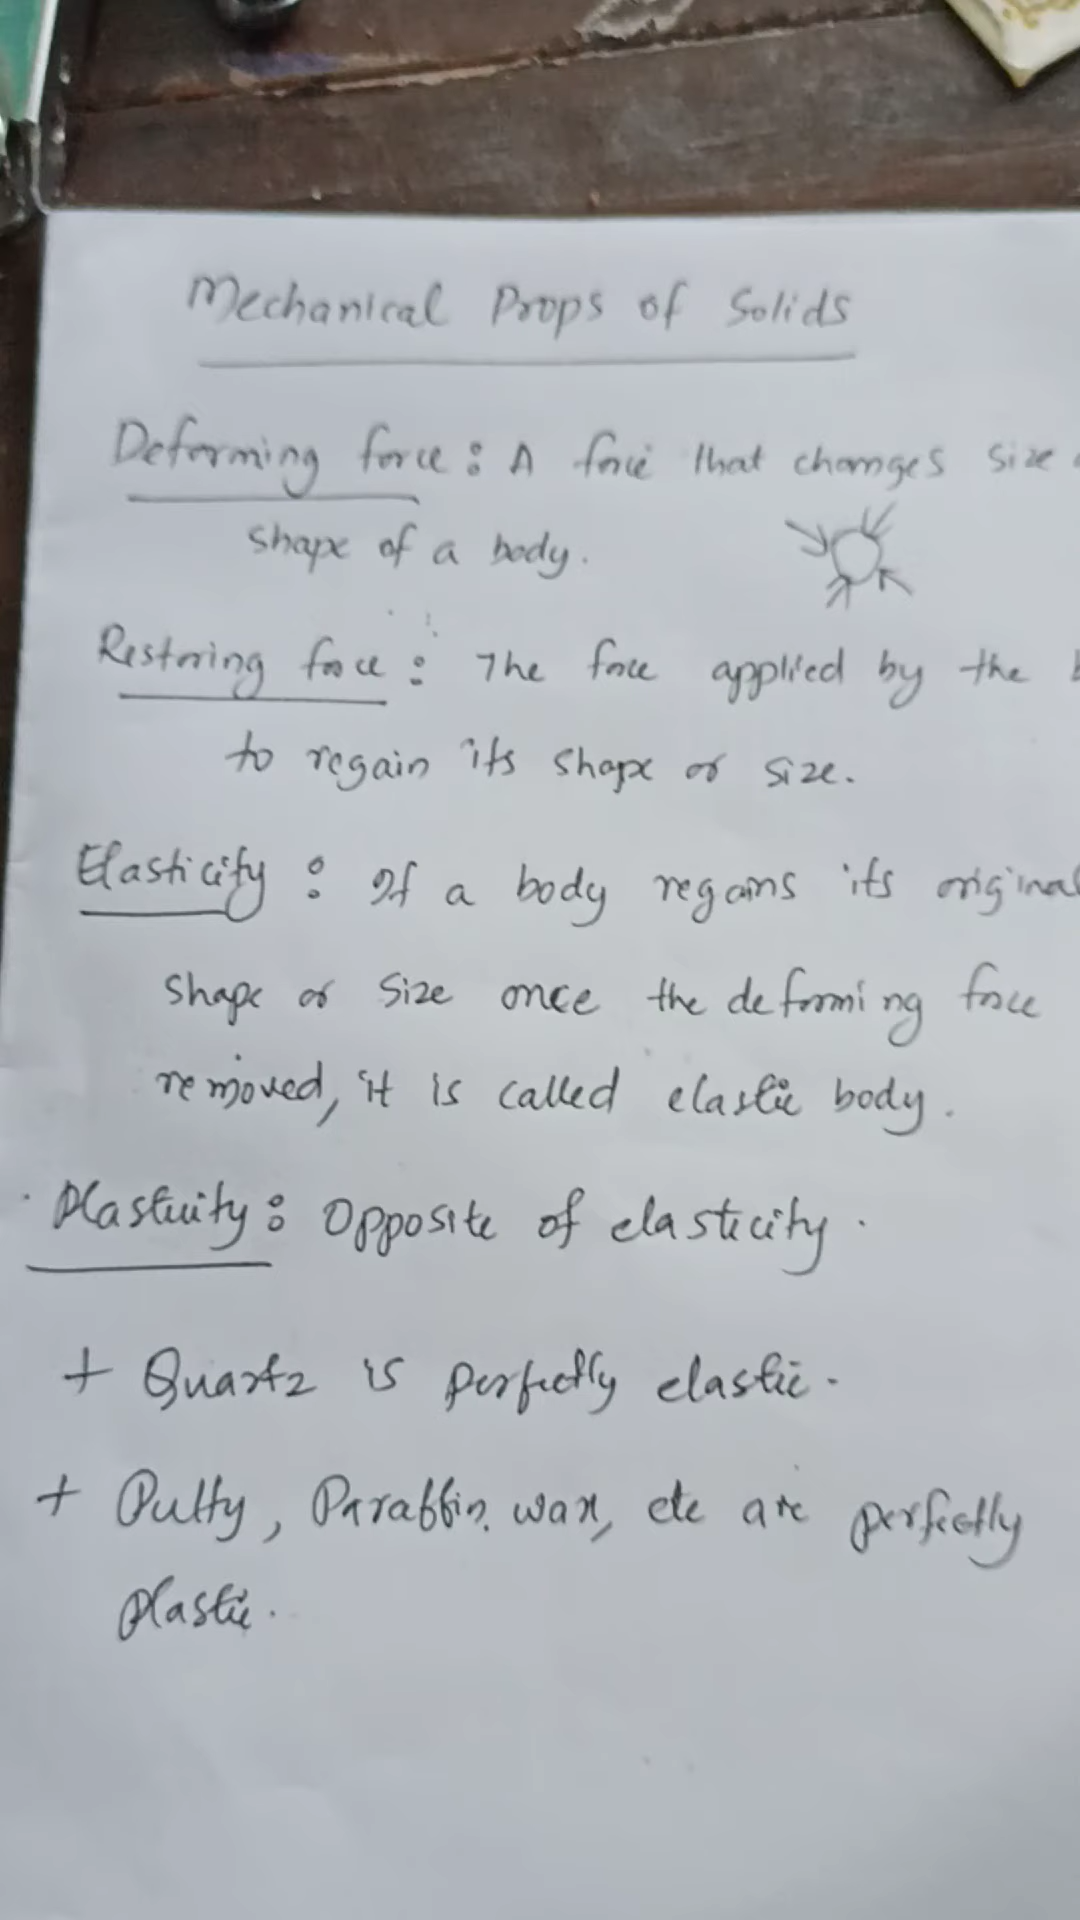 Mechanical Props of Solids
Deforming force : A force that changes size
shape of a body.
Restoring force : The force applied by the
to regain its shape or size.
Elasticity : If a body regains its original
shape or size once the deforming force
removed, it is called elastic body.
Plasticity : Opposite of elasticity.
+ Quartz is perfectly elastic.
+ Putty, Paraffin wax, etc are perfectly
plastic.